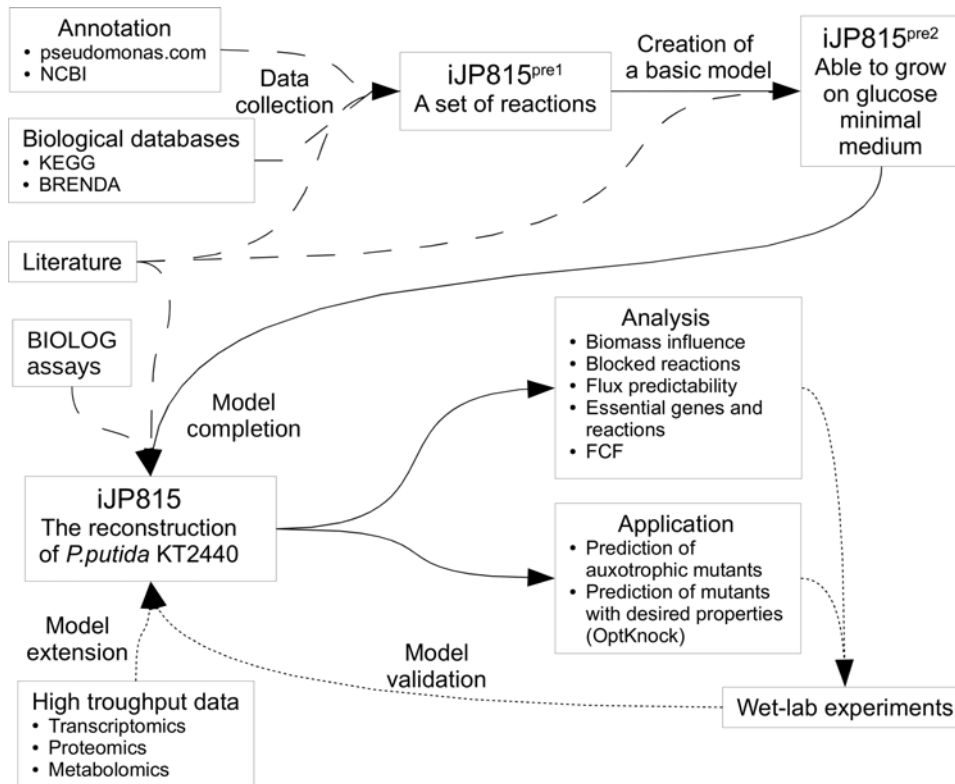 Annotation
• pseudomonas.com
• NCBI
Data
collection
Biological databases
• KEGG
• BRENDA
Literature
iJP815pre1
A set of reactions
Creation of
a basic model
iJP815pre2
Able to grow
on glucose
minimal
medium
BIOLOG
assays
Model
completion
iJP815
The reconstruction
of P.putida KT2440
Analysis
• Biomass influence
• Blocked reactions
• Flux predictability
• Essential genes and
reactions
• FCF
Application
• Prediction of
auxotrophic mutants
• Prediction of mutants
with desired properties
(OptKnock)
Model
extension
Model
validation
High troughput data
• Transcriptomics
• Proteomics
• Metabolomics
Wet-lab experiments